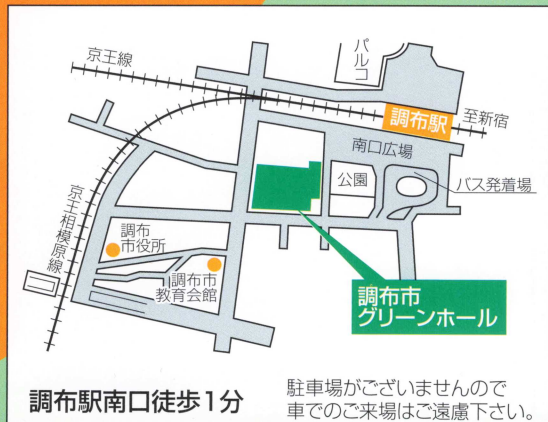 パルコ
京王線
調布駅
至新宿
南口広場
公園
バス発着場
京王相模原線
調布
市役所
調布市
教育会館
調布市
グリーンホール
調布駅南口徒歩1分
駐車場がございませんので
車でのご来場はご遠慮下さい。